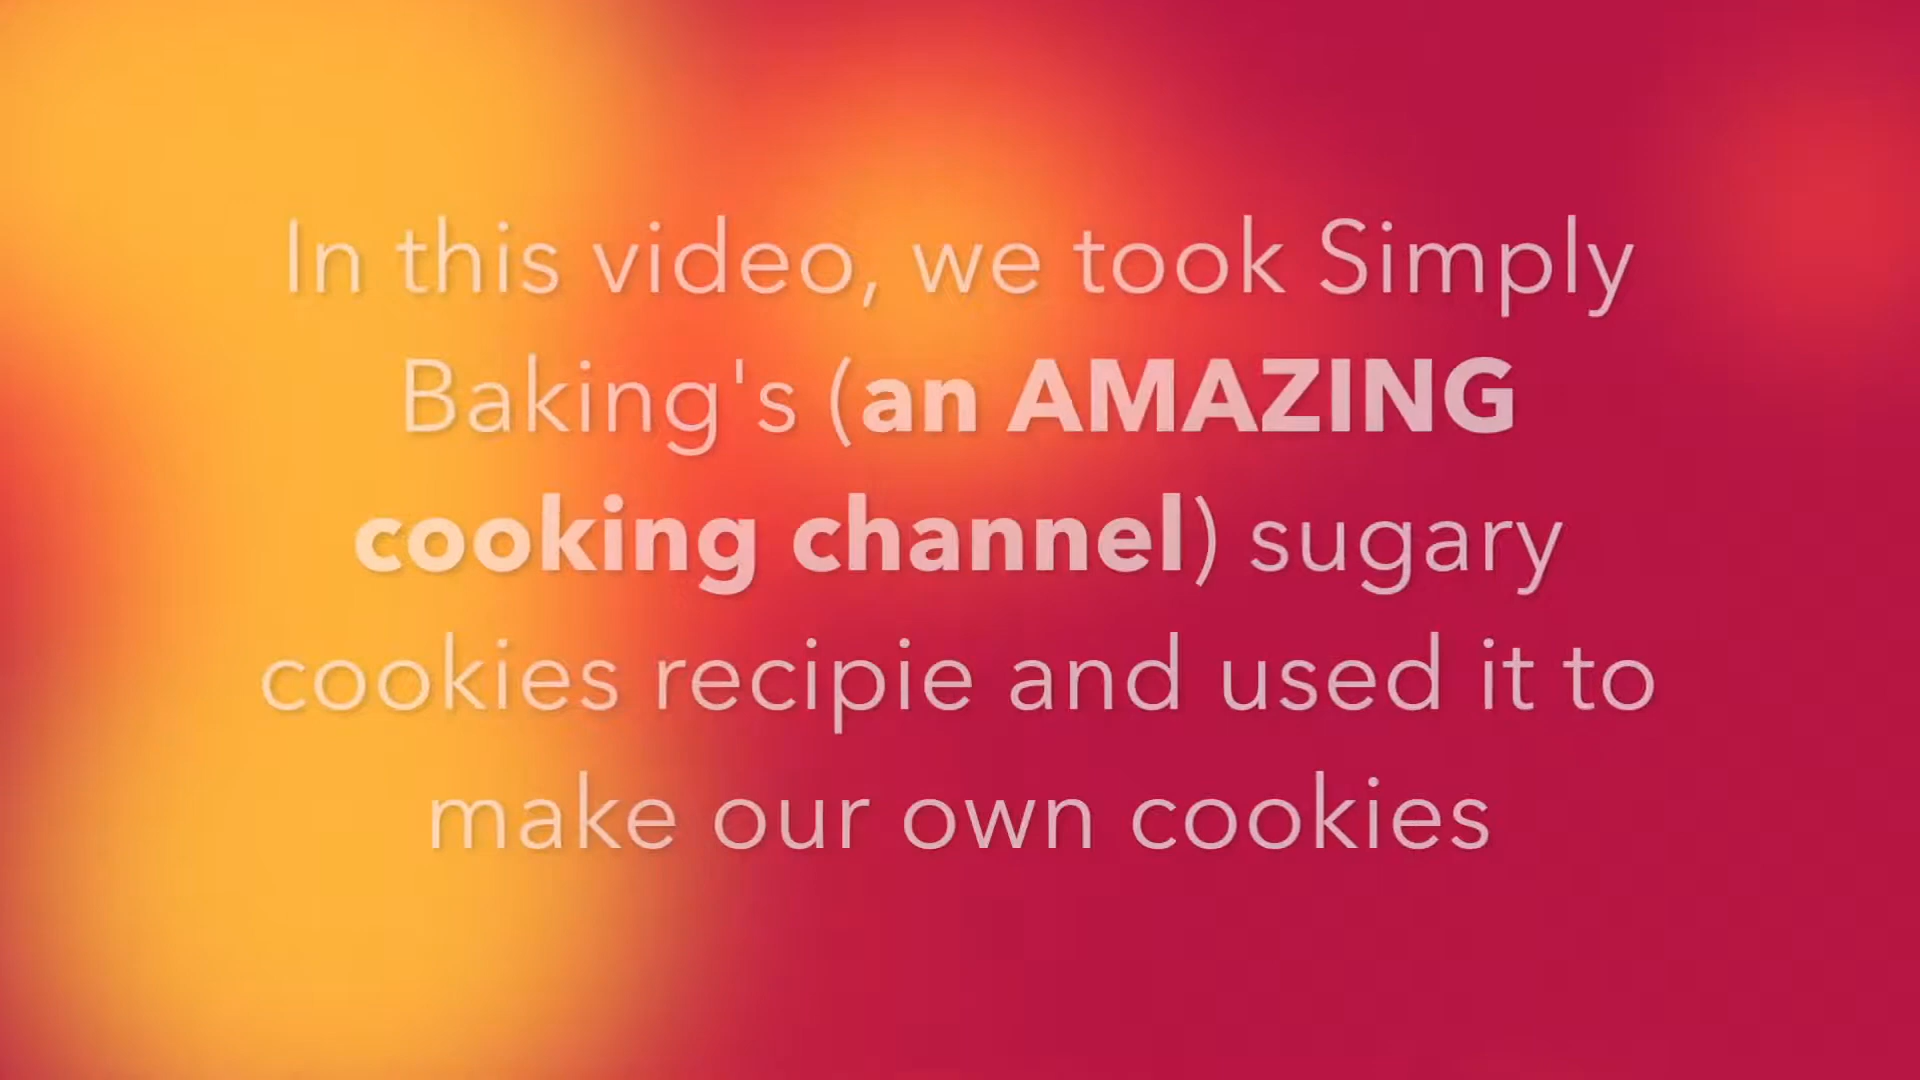 In this video, we took Simply
Baking's (an AMAZING
cooking channel) sugary
cookies recipie and used it to
make our own cookies